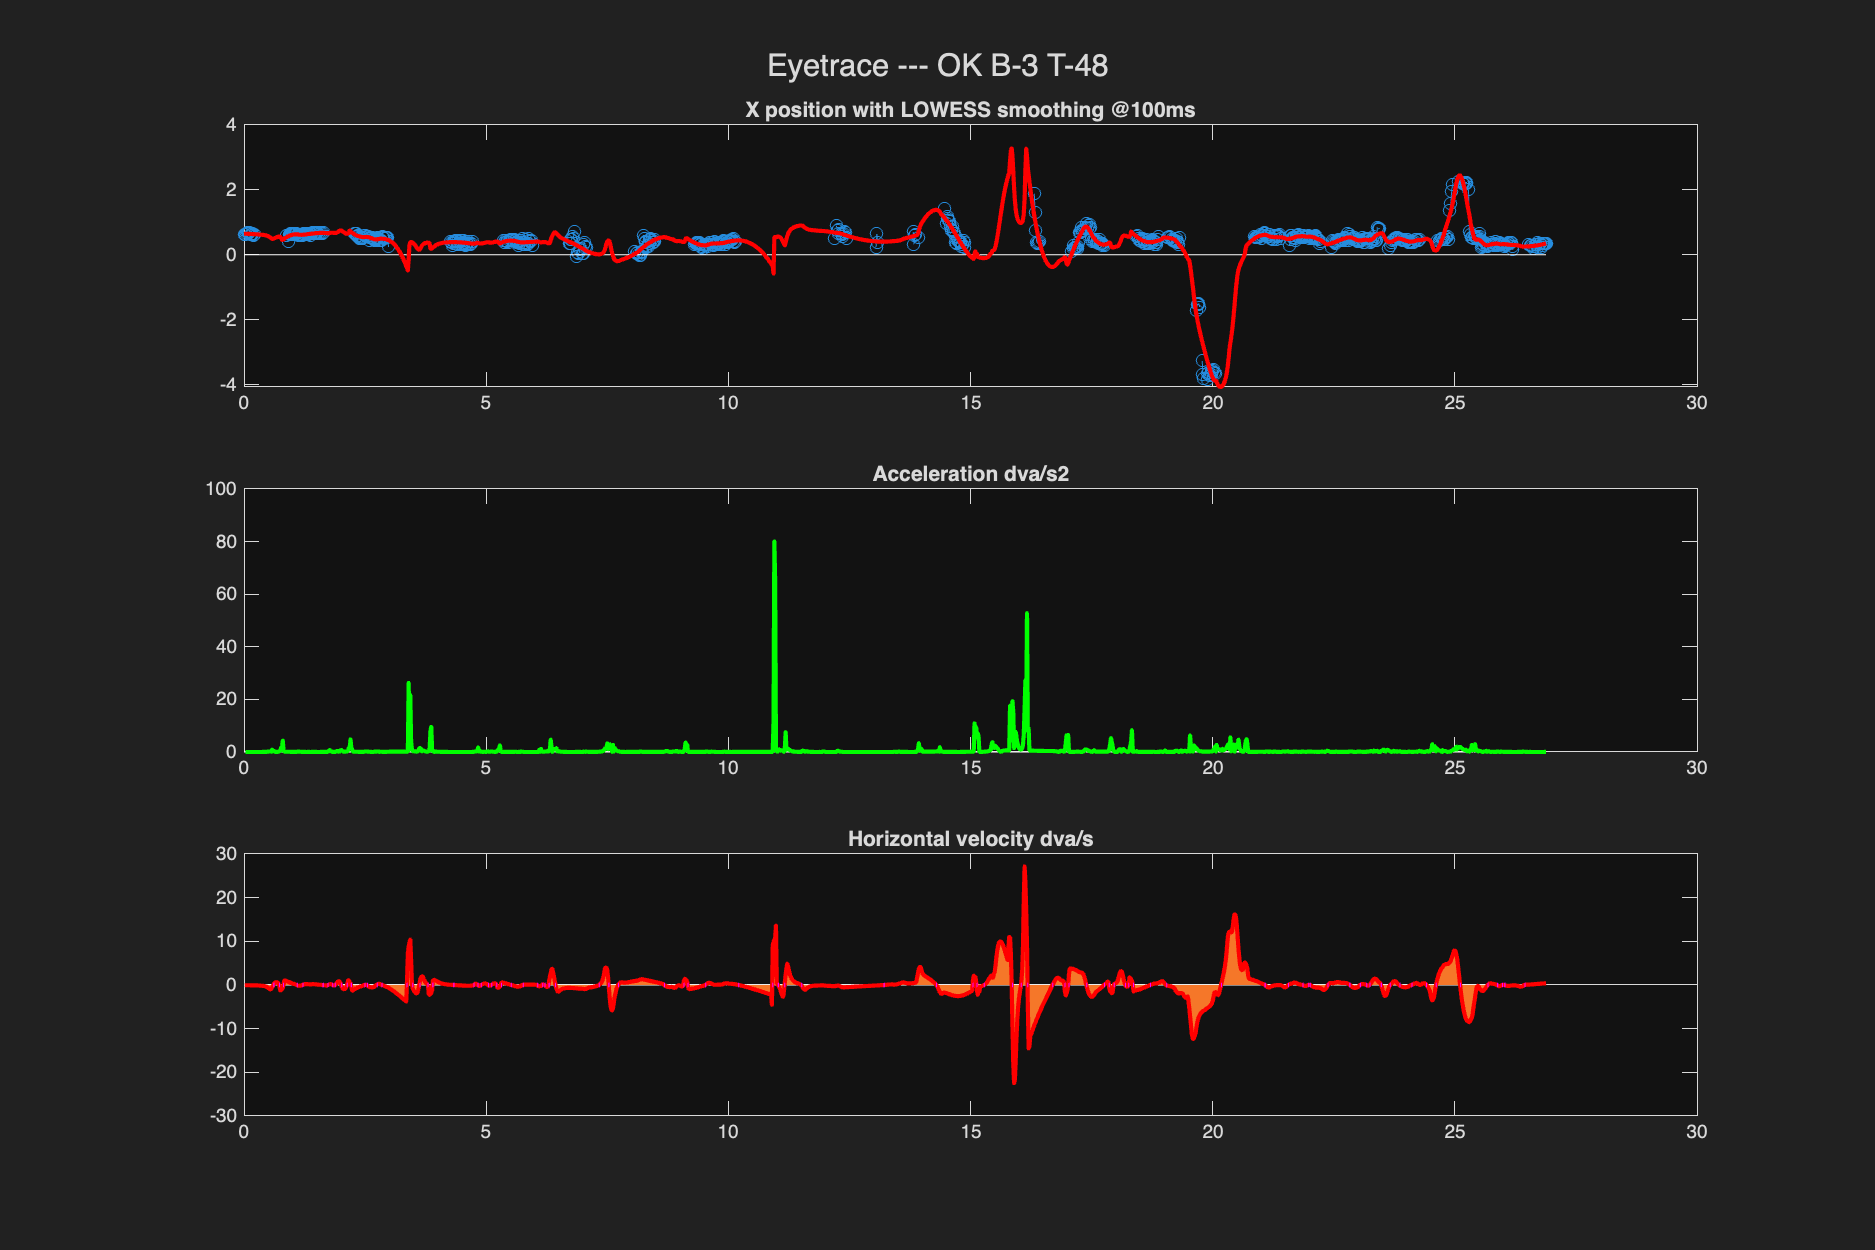 Eyetrace --- OK B-3 T-48
X position with LOWESS smoothing @100ms
4
2
0
-2
-4
0 5 10 15 20 25 30
Acceleration dva/s2
100
80
60
40
20
0
0 5 10 15 20 25 30
Horizontal velocity dva/s
30
20
10
0
-10
-20
-30
0 5 10 15 20 25 30